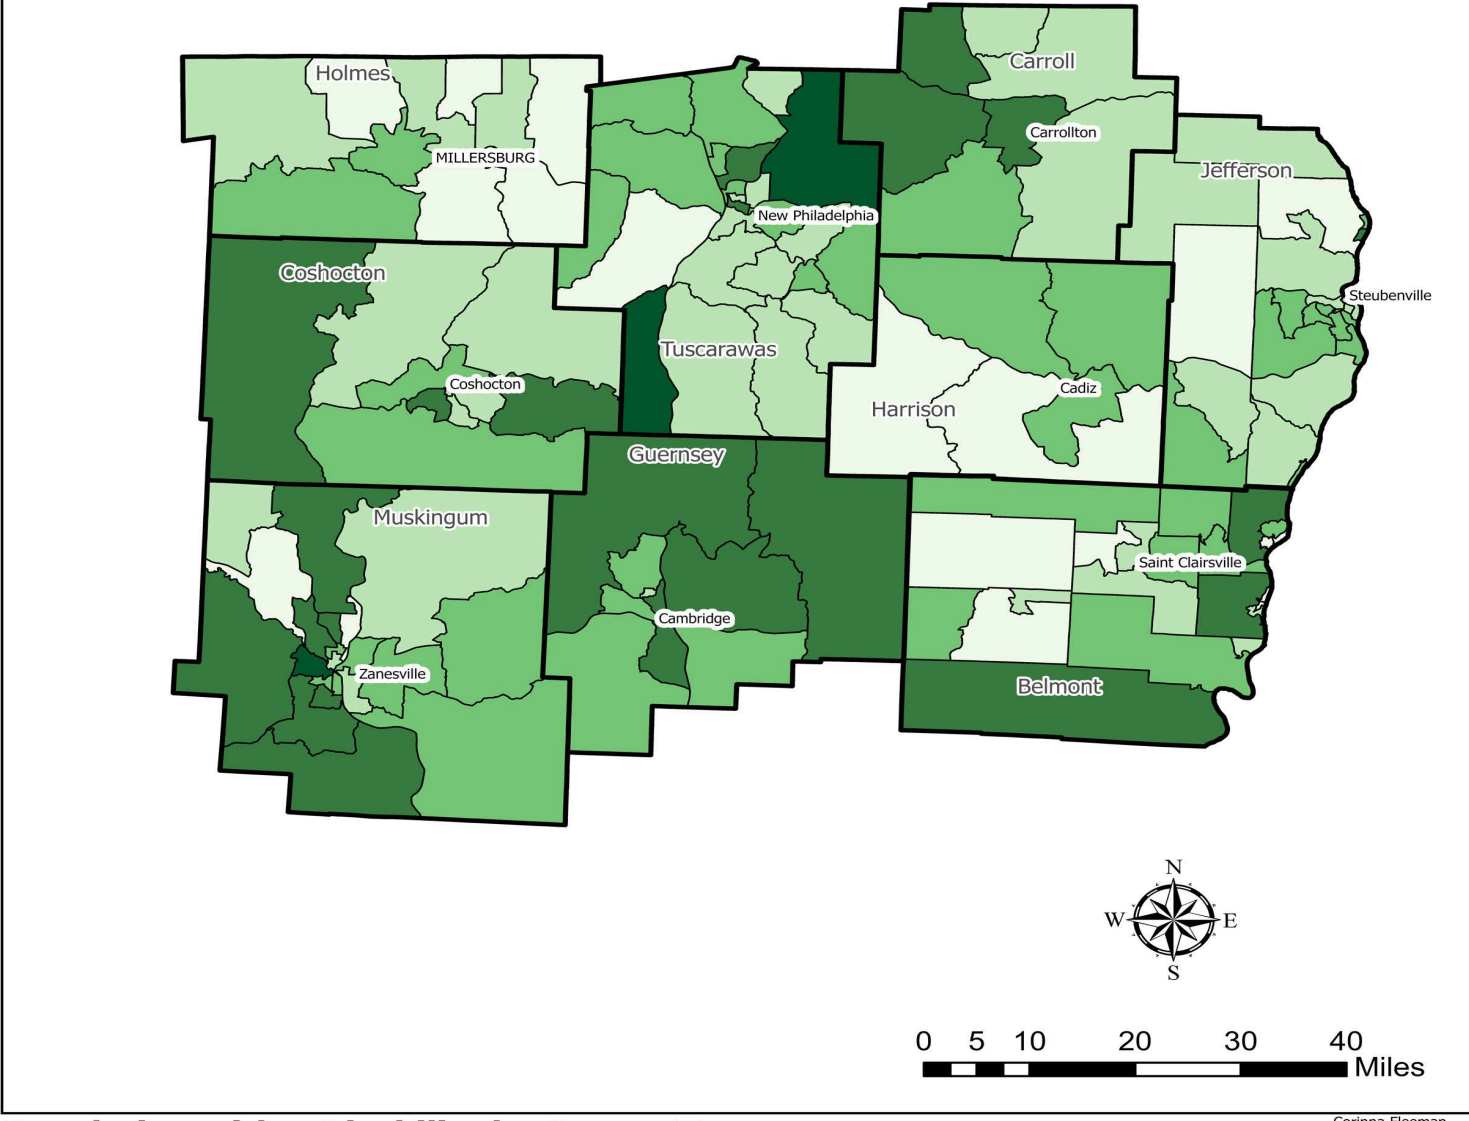 Carroll
Holmes
Carrollton
MILLERSBURG
Jefferson
New Philadelphia
Coshocton
Steubenville
Tuscarawas
Coshocton
Cadiz
Harrison
Guernsey
Muskingum
Saint Clairsville
Cambridge
Zanesville
Belmont
N
W E
S
0 5 10 20 30 40
Miles